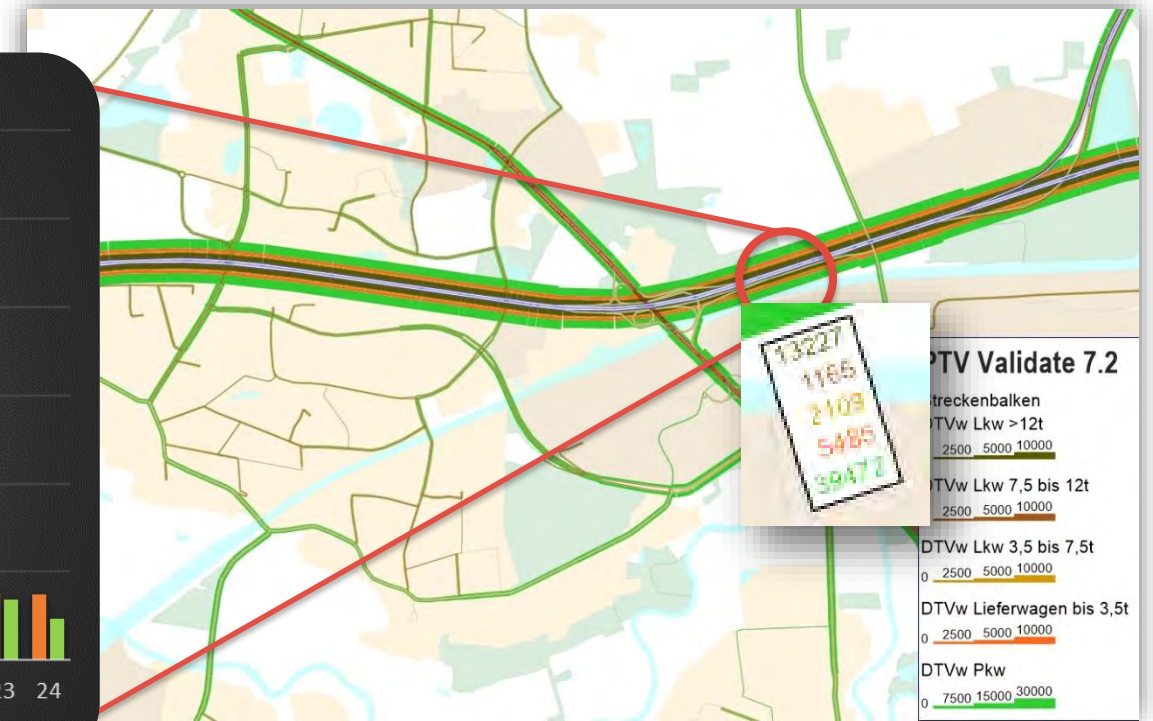 24
13227
1165
2109
5485
39472
PTV Validate 7.2
Streckenbalken
DTVw Lkw >12t
2500 5000 10000
DTVw Lkw 7,5 bis 12t
2500 5000 10000
DTVw Lkw 3,5 bis 7,5t
0 2500 5000 10000
DTVw Lieferwagen bis 3,5t
0 2500 5000 10000
DTVw Pkw
0 7500 15000 30000